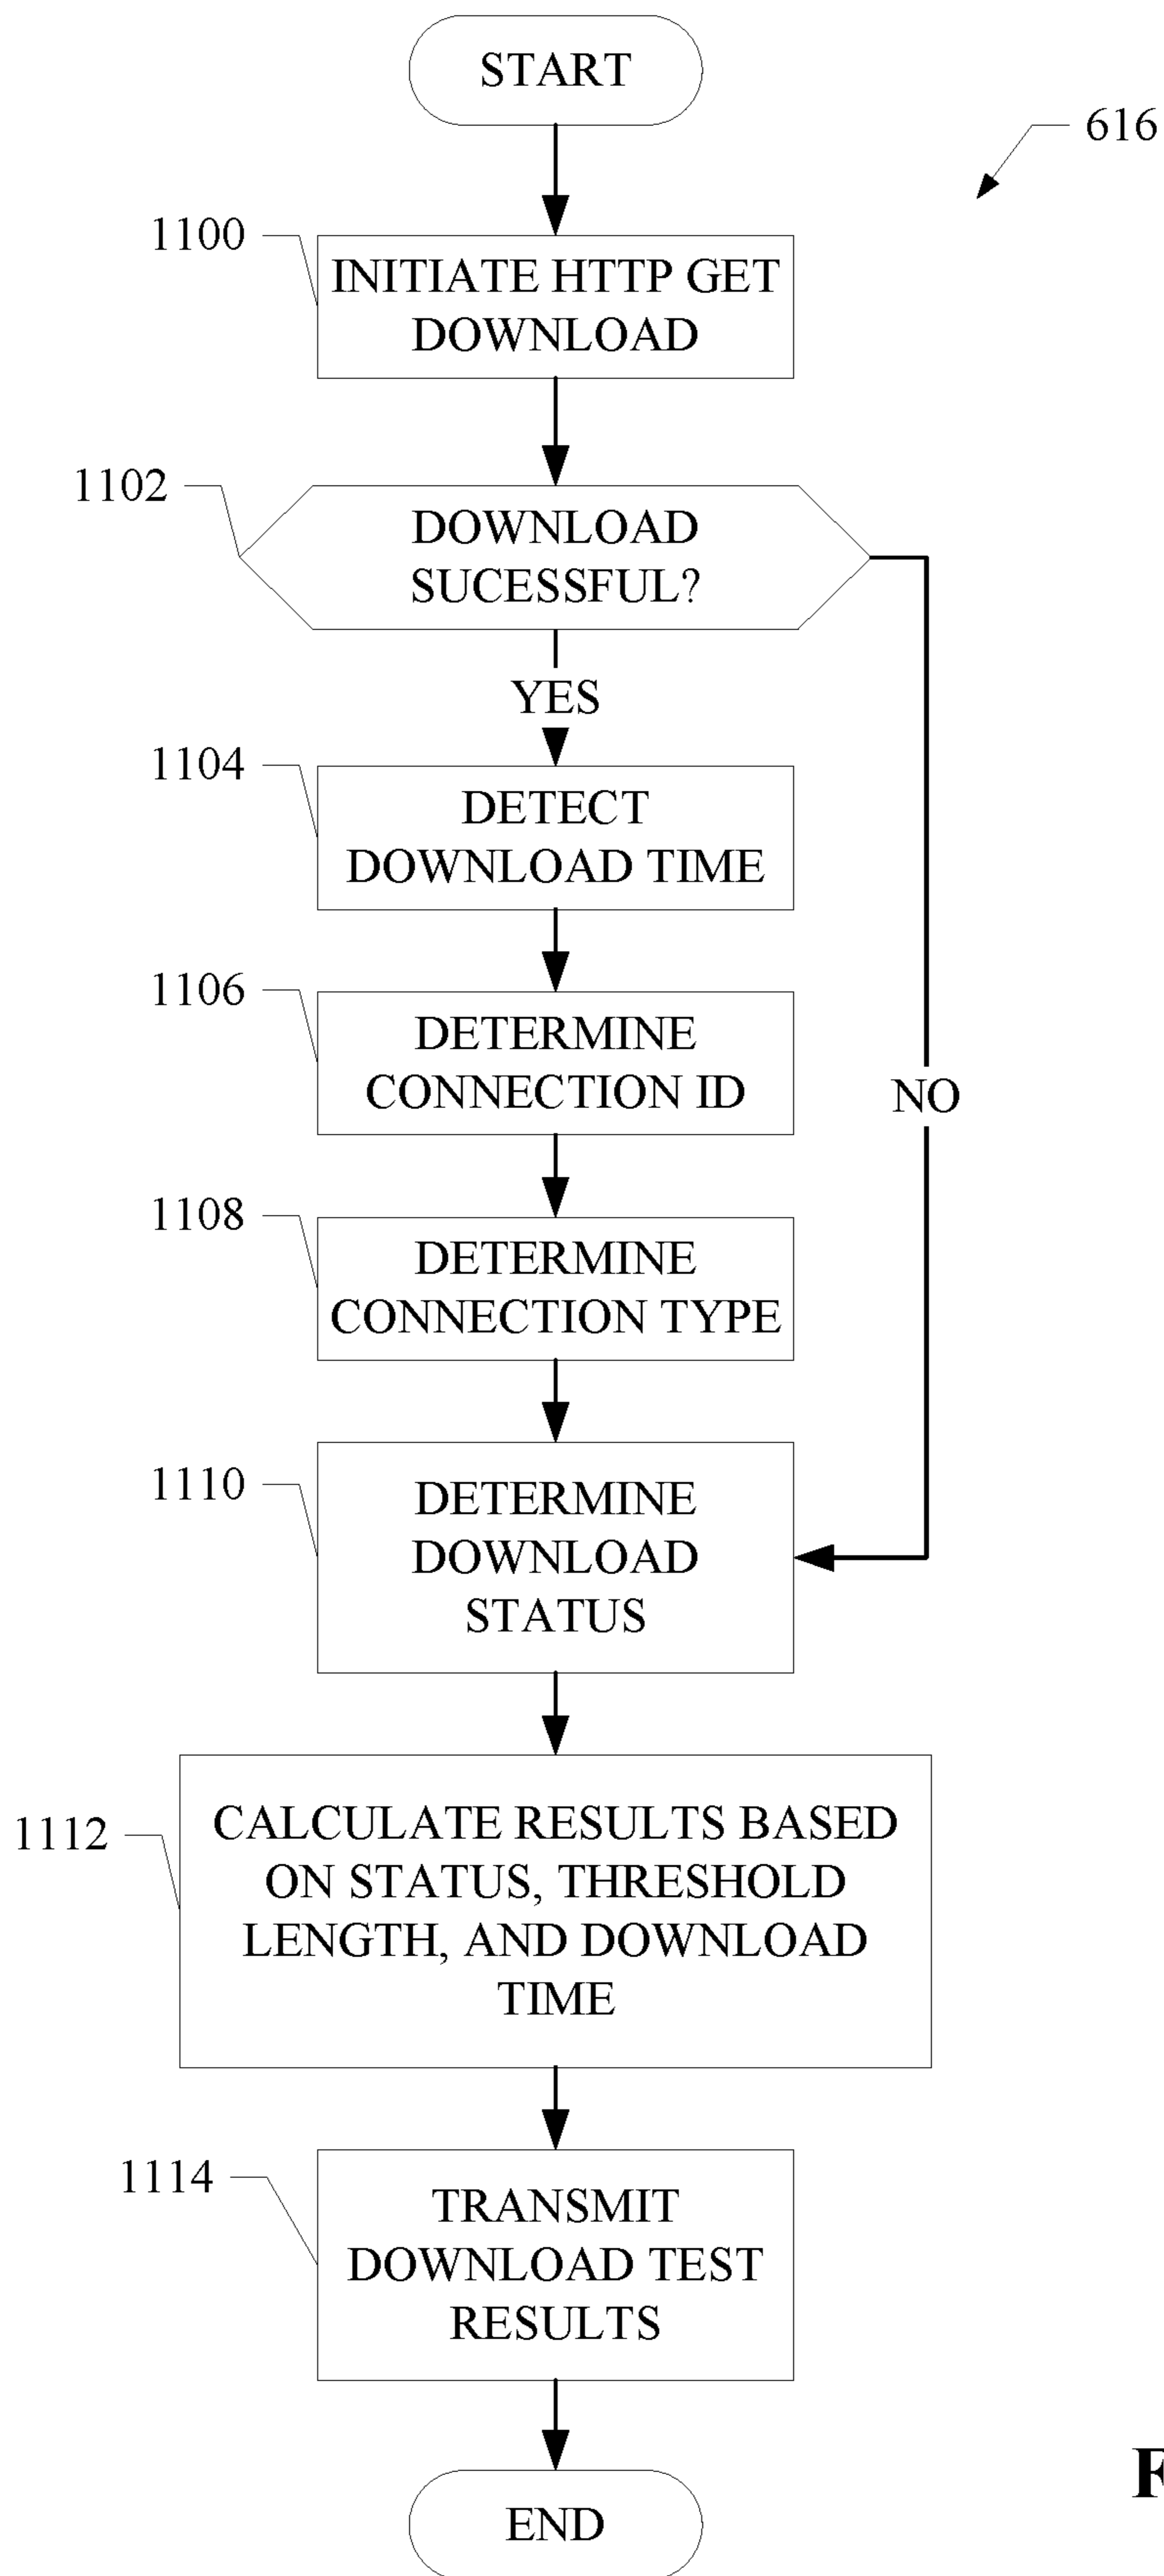 START
616
1100
INITIATE HTTP GET
DOWNLOAD
1102
DOWNLOAD
SUCESSFUL?
YES
1104
DETECT
DOWNLOAD TIME
1106
DETERMINE
CONNECTION ID
NO
1108
DETERMINE
CONNECTION TYPE
1110
DETERMINE
DOWNLOAD
STATUS
1112
CALCULATE RESULTS BASED
ON STATUS, THRESHOLD
LENGTH, AND DOWNLOAD
TIME
1114
TRANSMIT
DOWNLOAD TEST
RESULTS
F
END